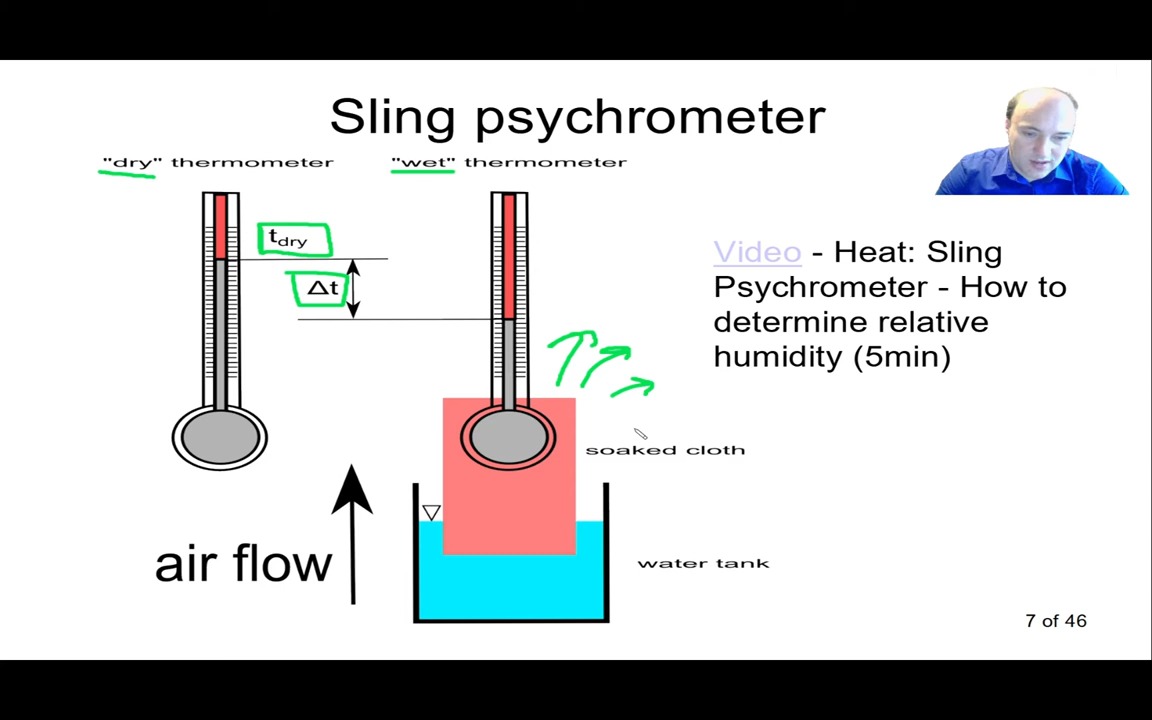 Sling psychrometer
"dry" thermometer
"wet" thermometer
tdry
Δt
Video - Heat: Sling
Psychrometer - How to
determine relative
humidity (5min)
soaked cloth
air flow
water tank
7 of 46